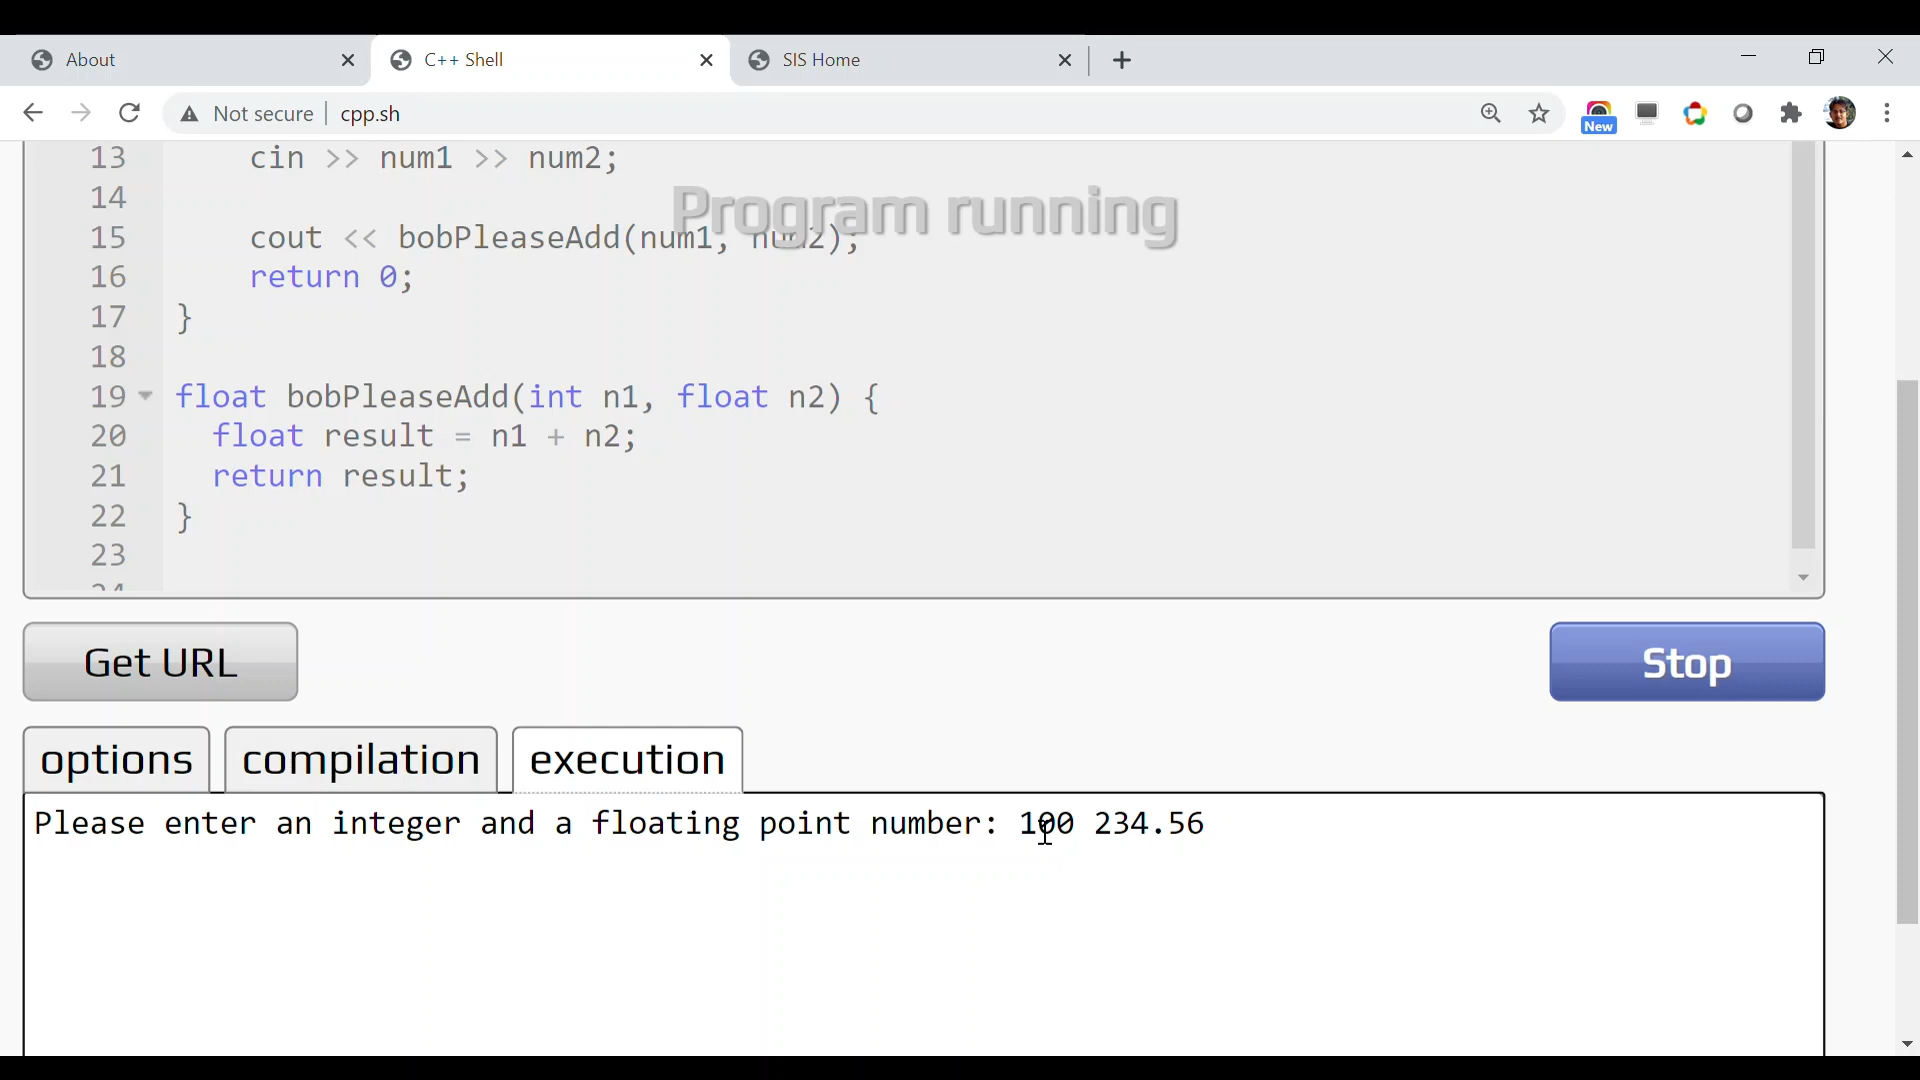 About
C++ Shell
SIS Home
Not secure
cpp.sh
New
13 cin >> num1 >> num2;
14
Program running
15 cout << bobPleaseAdd(num1, num2);
16 return 0;
17 }
18
19 float bobPleaseAdd(int n1, float n2) {
20 float result = n1 + n2;
21 return result;
22 }
23
24
Get URL
Stop
options
compilation
execution
Please enter an integer and a floating point number: 100 234.56